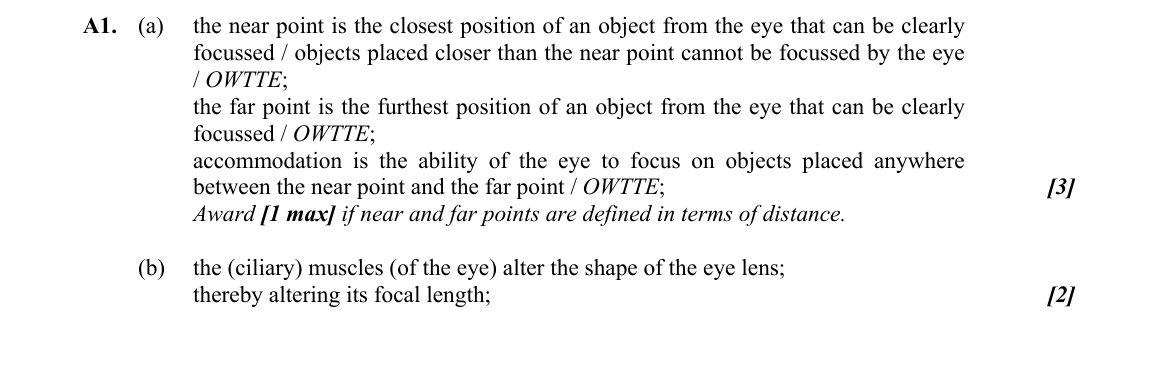 A1. (a) the near point is the closest position of an object from the eye that can be clearly
focussed / objects placed closer than the near point cannot be focussed by the eye
/ OWTTE;
the far point is the furthest position of an object from the eye that can be clearly
focussed / OWTTE;
accommodation is the ability of the eye to focus on objects placed anywhere
between the near point and the far point / OWTTE; [3]
Award [1 max] if near and far points are defined in terms of distance.
(b) the (ciliary) muscles (of the eye) alter the shape of the eye lens;
thereby altering its focal length; [2]